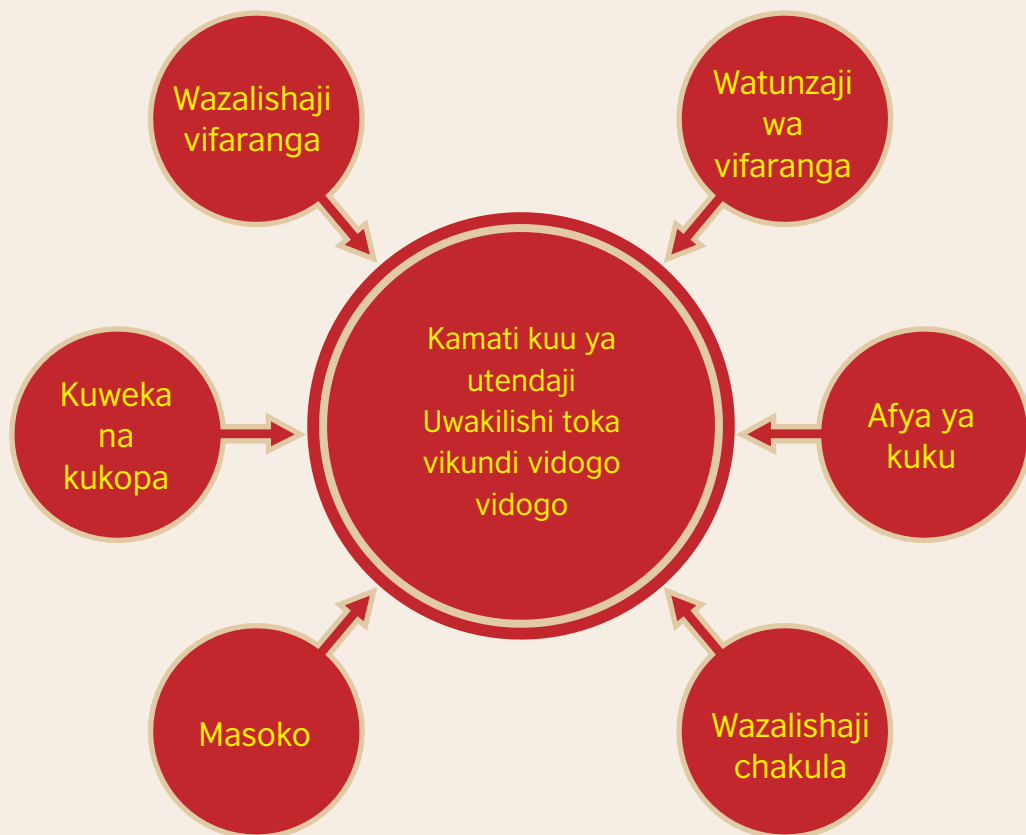 Wazalishaji
vifaranga
Watunzaji
wa
vifaranga
Kamati kuu ya
utendaji
Uwakilishi toka
vikundi vidogo
vidogo
Kuweka
na
kukopa
Afya ya
kuku
Masoko
Wazalishaji
chakula